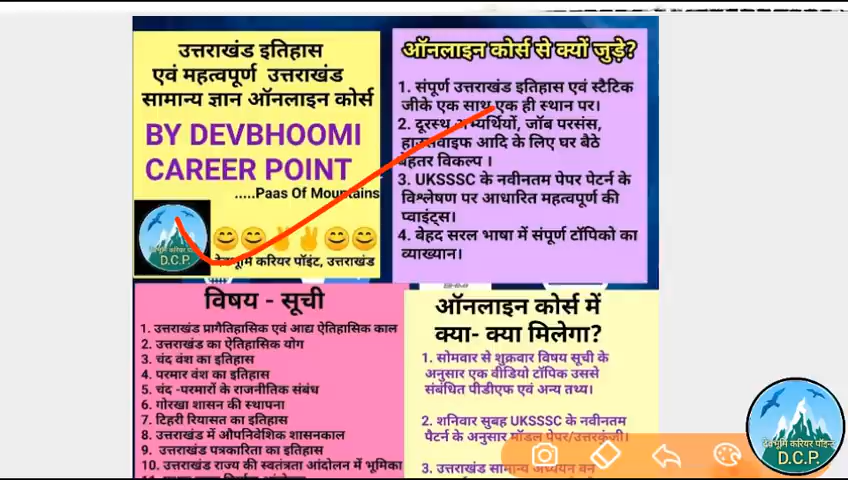 उत्तराखंड इतिहास
एवं महत्वपूर्ण उत्तराखंड
सामान्य ज्ञान ऑनलाइन कोर्स
BY DEVBHOOMI
CAREER POINT
.....Paas Of Mountains
D.C.P.
देवभूमि करियर पॉइंट, उत्तराखंड
ऑनलाइन कोर्स से क्यों जुड़े?
1. संपूर्ण उत्तराखंड इतिहास एवं स्टैटिक
जीके एक साथ एक ही स्थान पर।
2. दूरस्थ अभ्यर्थियों, जॉब परसंस,
हाउसवाइफ आदि के लिए घर बैठे
बेहतर विकल्प ।
3. UKSSSC के नवीनतम पेपर पेटर्न के
विश्लेषण पर आधारित महत्वपूर्ण की
प्वाइंट्स।
4. बेहद सरल भाषा में संपूर्ण टॉपिको का
व्याख्यान।
विषय - सूची
1. उत्तराखंड प्रागैतिहासिक एवं आद्य ऐतिहासिक काल
2. उत्तराखंड का ऐतिहासिक योग
3. चंद वंश का इतिहास
4. परमार वंश का इतिहास
5. चंद -परमारों के राजनीतिक संबंध
6. गोरखा शासन की स्थापना
7. टिहरी रियासत का इतिहास
8. उत्तराखंड में औपनिवेशिक शासनकाल
9. उत्तराखंड पत्रकारिता का इतिहास
10. उत्तराखंड राज्य की स्वतंत्रता आंदोलन में भूमिका
ऑनलाइन कोर्स में
क्या- क्या मिलेगा?
1. सोमवार से शुक्रवार विषय सूची के
अनुसार एक वीडियो टॉपिक उससे
संबंधित पीडीएफ एवं अन्य तथ्य।
2. शनिवार सुबह UKSSSC के नवीनतम
पैटर्न के अनुसार मॉडल पेपर/उत्तरकुंजी।
3. उत्तराखंड सामान्य अध्ययन वन
देवभूमि करियर पॉइन्ट
D.C.P.